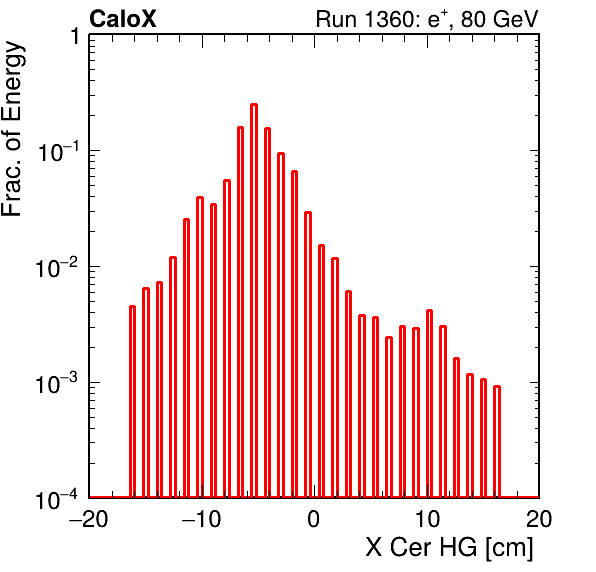 CaloX Run 1360: e⁺, 80 GeV
Frac. of Energy
1
10⁻¹
10⁻²
10⁻³
10⁻⁴
−20 −10 0 10 20
X Cer HG [cm]